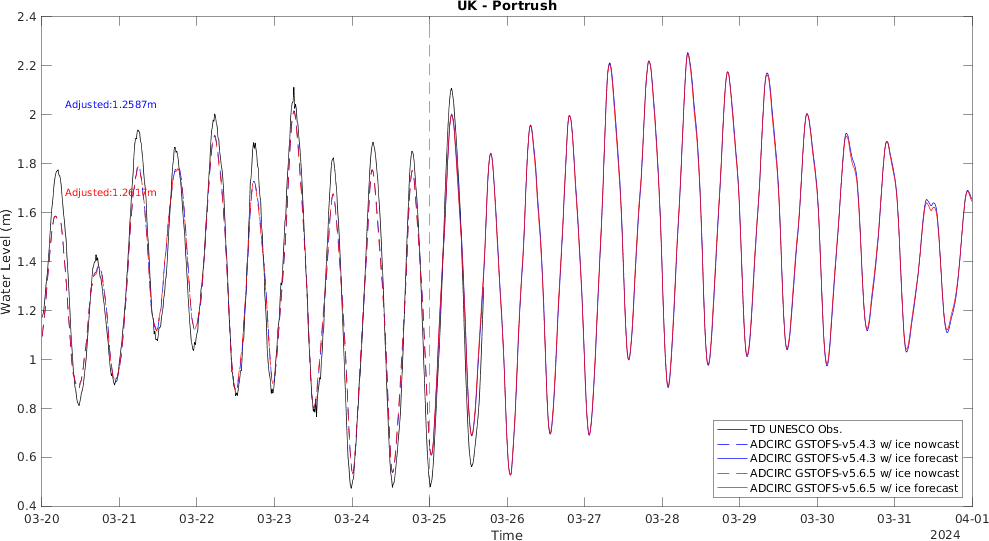 UK - Portrush
2.4
2.2
2
1.8
1.6
1.4
1.2
1
0.8
0.6
0.4
Water Level (m)
Adjusted:1.2587m
Adjusted:1.2617m
TD UNESCO Obs.
ADCIRC GSTOFS-v5.4.3 w/ ice nowcast
ADCIRC GSTOFS-v5.4.3 w/ ice forecast
ADCIRC GSTOFS-v5.6.5 w/ ice nowcast
ADCIRC GSTOFS-v5.6.5 w/ ice forecast
03-20 03-21 03-22 03-23 03-24 03-25 03-26 03-27 03-28 03-29 03-30 03-31 04-01
Time
2024